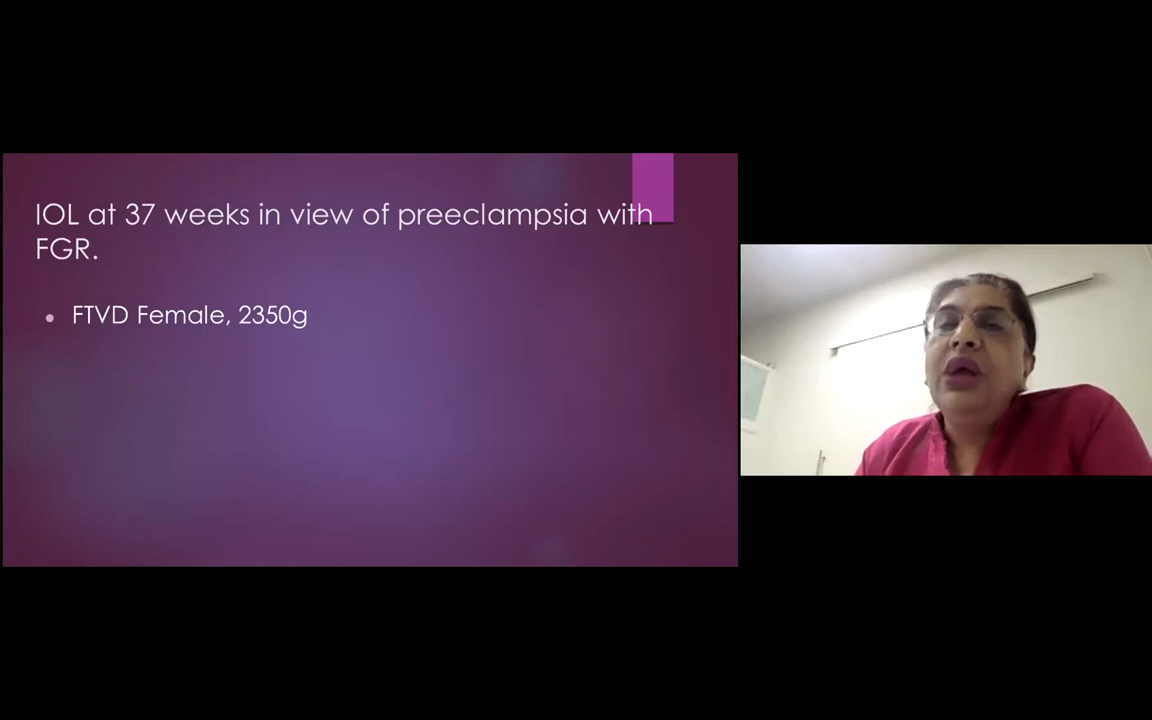 IOL at 37 weeks in view of preeclampsia with
FGR.
• FTVD Female, 2350g